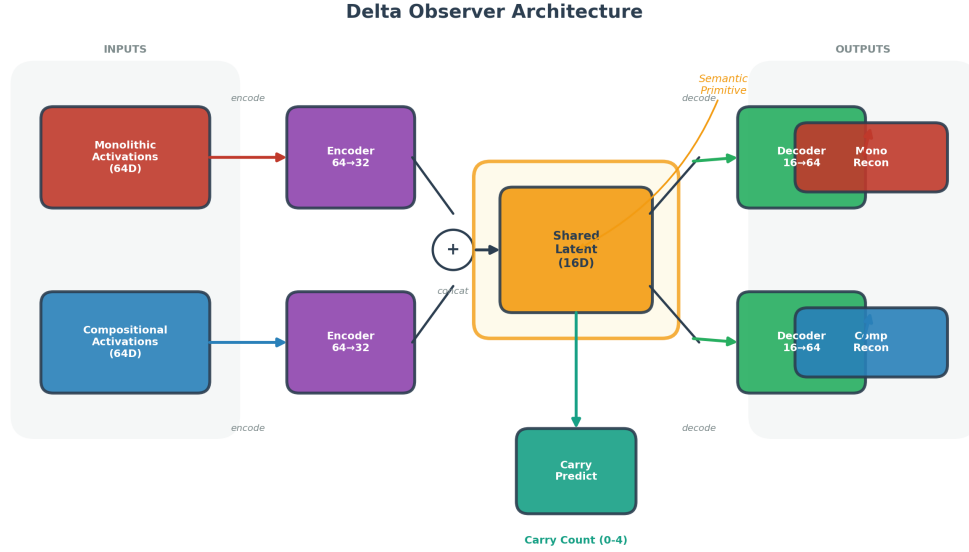 Delta Observer Architecture
INPUTS
OUTPUTS
Semantic
Primitive
encode
decode
Monolithic
Activations
(64D)
Encoder
64→32
Decoder
16→64
Mono
Recon
Shared
Latent
(16D)
+
concat
Compositional
Activations
(64D)
Encoder
64→32
Decoder
16→64
Comp
Recon
encode
decode
Carry
Predict
Carry Count (0-4)